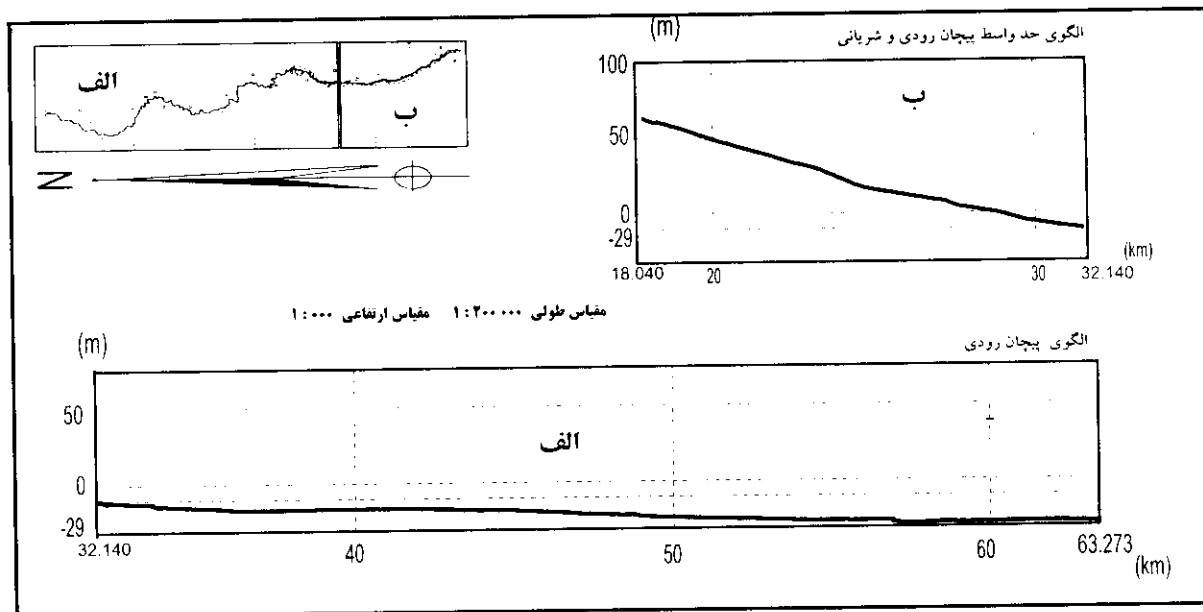 (m)
الگوی حد واسط پیچان رودی و شریانی
100
50
0
-29
ب
18.040
20
30
32.140
(km)
الف
ب
N
مقیاس طولی ۲۰۰۰۰۰ : ۱ مقیاس ارتفاعی ۰۰۰ : ۱
الگوی پیچان رودی
(m)
50
0
-29
الف
32.140
40
50
60
63.273
(km)